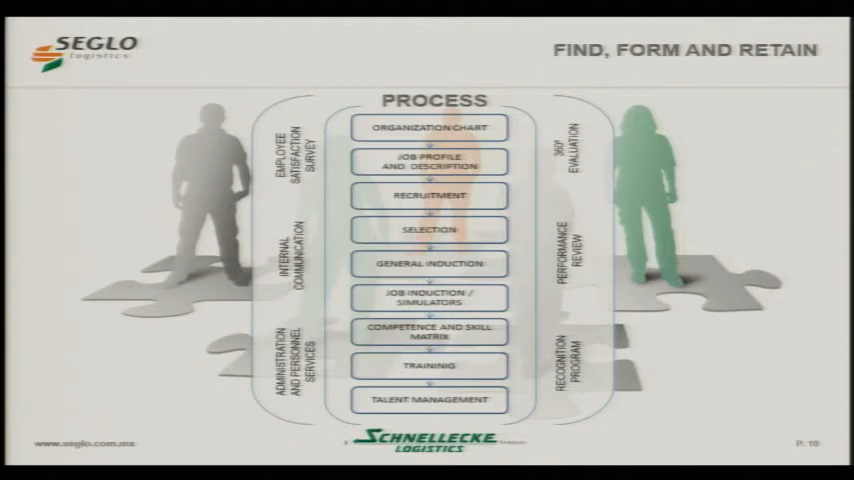 SEGLO
logistics
FIND, FORM AND RETAIN
PROCESS
EMPLOYEE
SATISFACTION
SURVEY
INTERNAL
COMMUNICATION
ADMINISTRATION
AND PERSONNEL
SERVICES
ORGANIZATION CHART
JOB PROFILE
AND DESCRIPTION
RECRUITMENT
SELECTION
GENERAL INDUCTION
JOB INDUCTION /
SIMULATORS
COMPETENCE AND SKILL
MATRIX
TRAININIG
TALENT MANAGEMENT
360º
EVALUATION
PERFORMANCE
REVIEW
RECOGNITION
PROGRAM
www.seglo.com.mx
SCHNELLECKE
LOGISTICS
P. 10